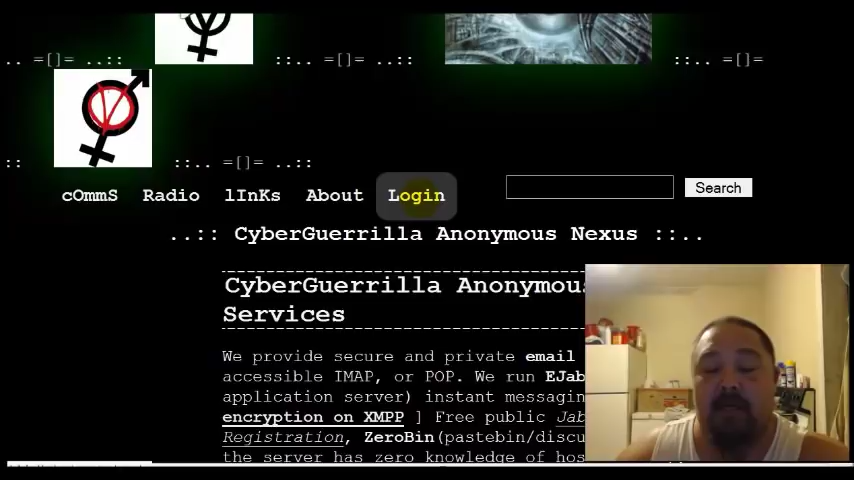 .. =[]= ..:: ::.. =[]= ..:: ::.. =[]=
:: ::.. =[]= ..::
cOmmS Radio lInKs About Login Search
..:: CyberGuerrilla Anonymous Nexus ::..
CyberGuerrilla Anonymous
Services
We provide secure and private email
accessible IMAP, or POP. We run EJab
application server) instant messagin
encryption on XMPP ] Free public Jab
Registration, ZeroBin(pastebin/discu
the server has zero knowledge of hos